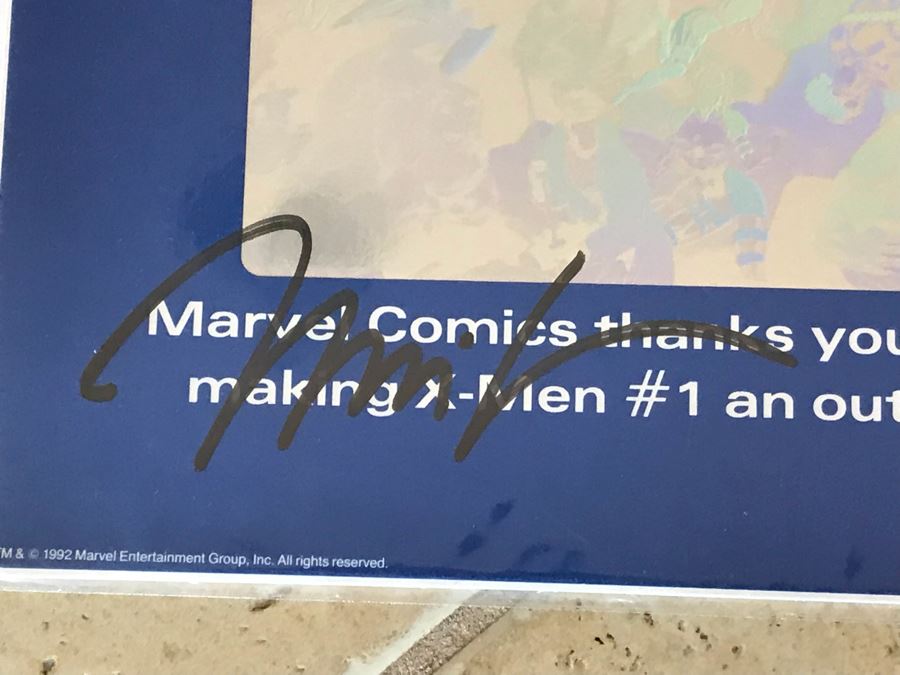 Marvel Comics thanks you
making X-Men #1 an out
TM & © 1992 Marvel Entertainment Group, Inc. All rights reserved.